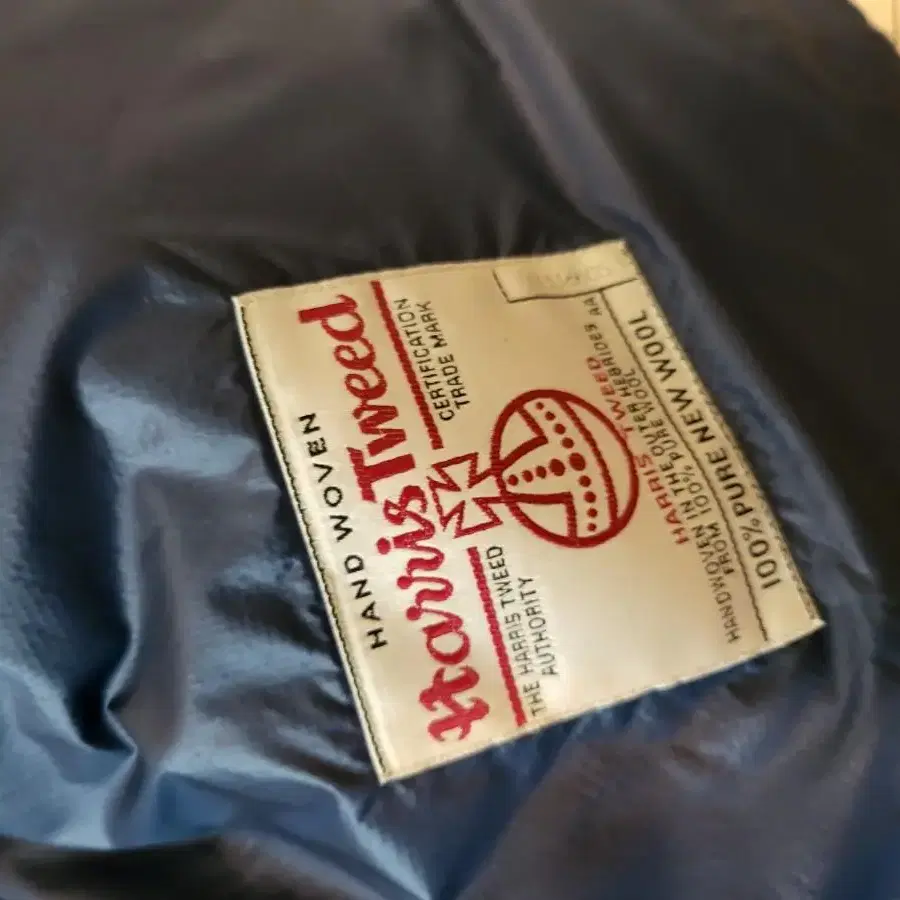 HAND WOVEN
Harris Tweed
THE HARRIS TWEED
AUTHORITY
CERTIFICATION
TRADE MARK
HARRIS TWEED
HANDWOVEN IN THE OUTER HEBRIDES AA
FROM 100% PURE WOOL
100% PURE NEW WOOL